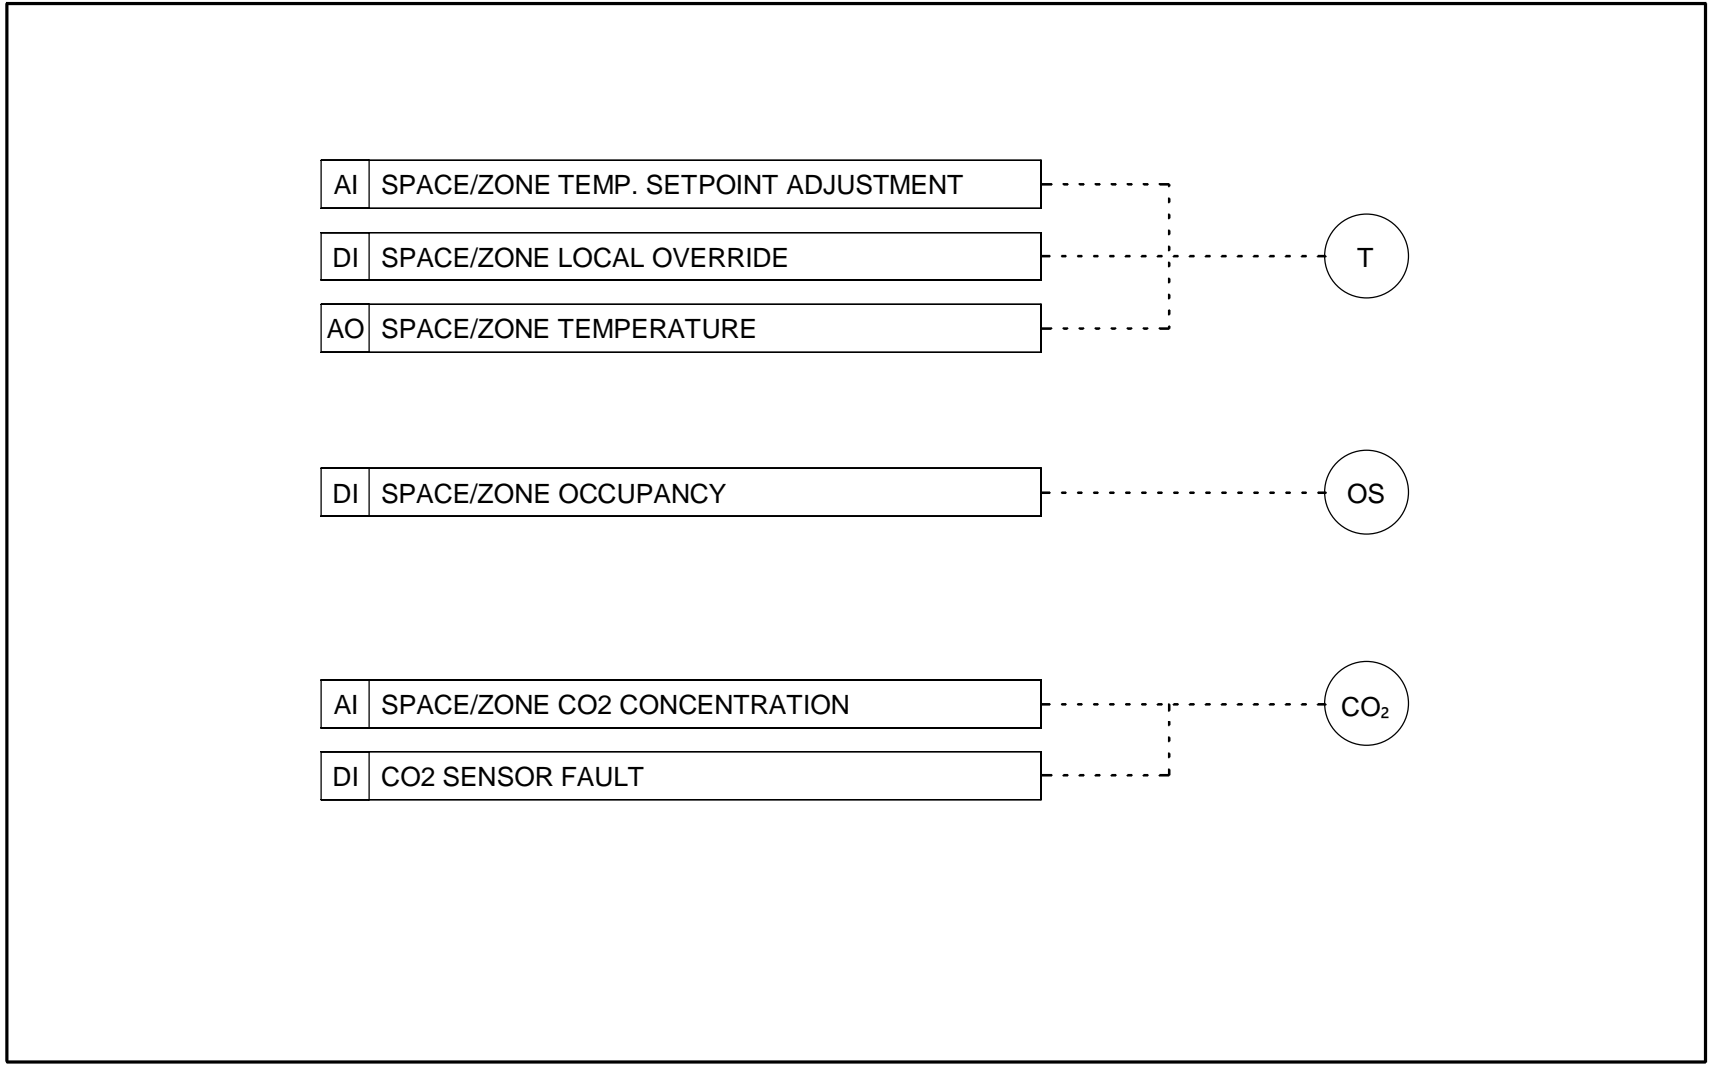 AI SPACE/ZONE TEMP. SETPOINT ADJUSTMENT
DI SPACE/ZONE LOCAL OVERRIDE
T
AO SPACE/ZONE TEMPERATURE
DI SPACE/ZONE OCCUPANCY
OS
AI SPACE/ZONE CO2 CONCENTRATION
CO₂
DI CO2 SENSOR FAULT